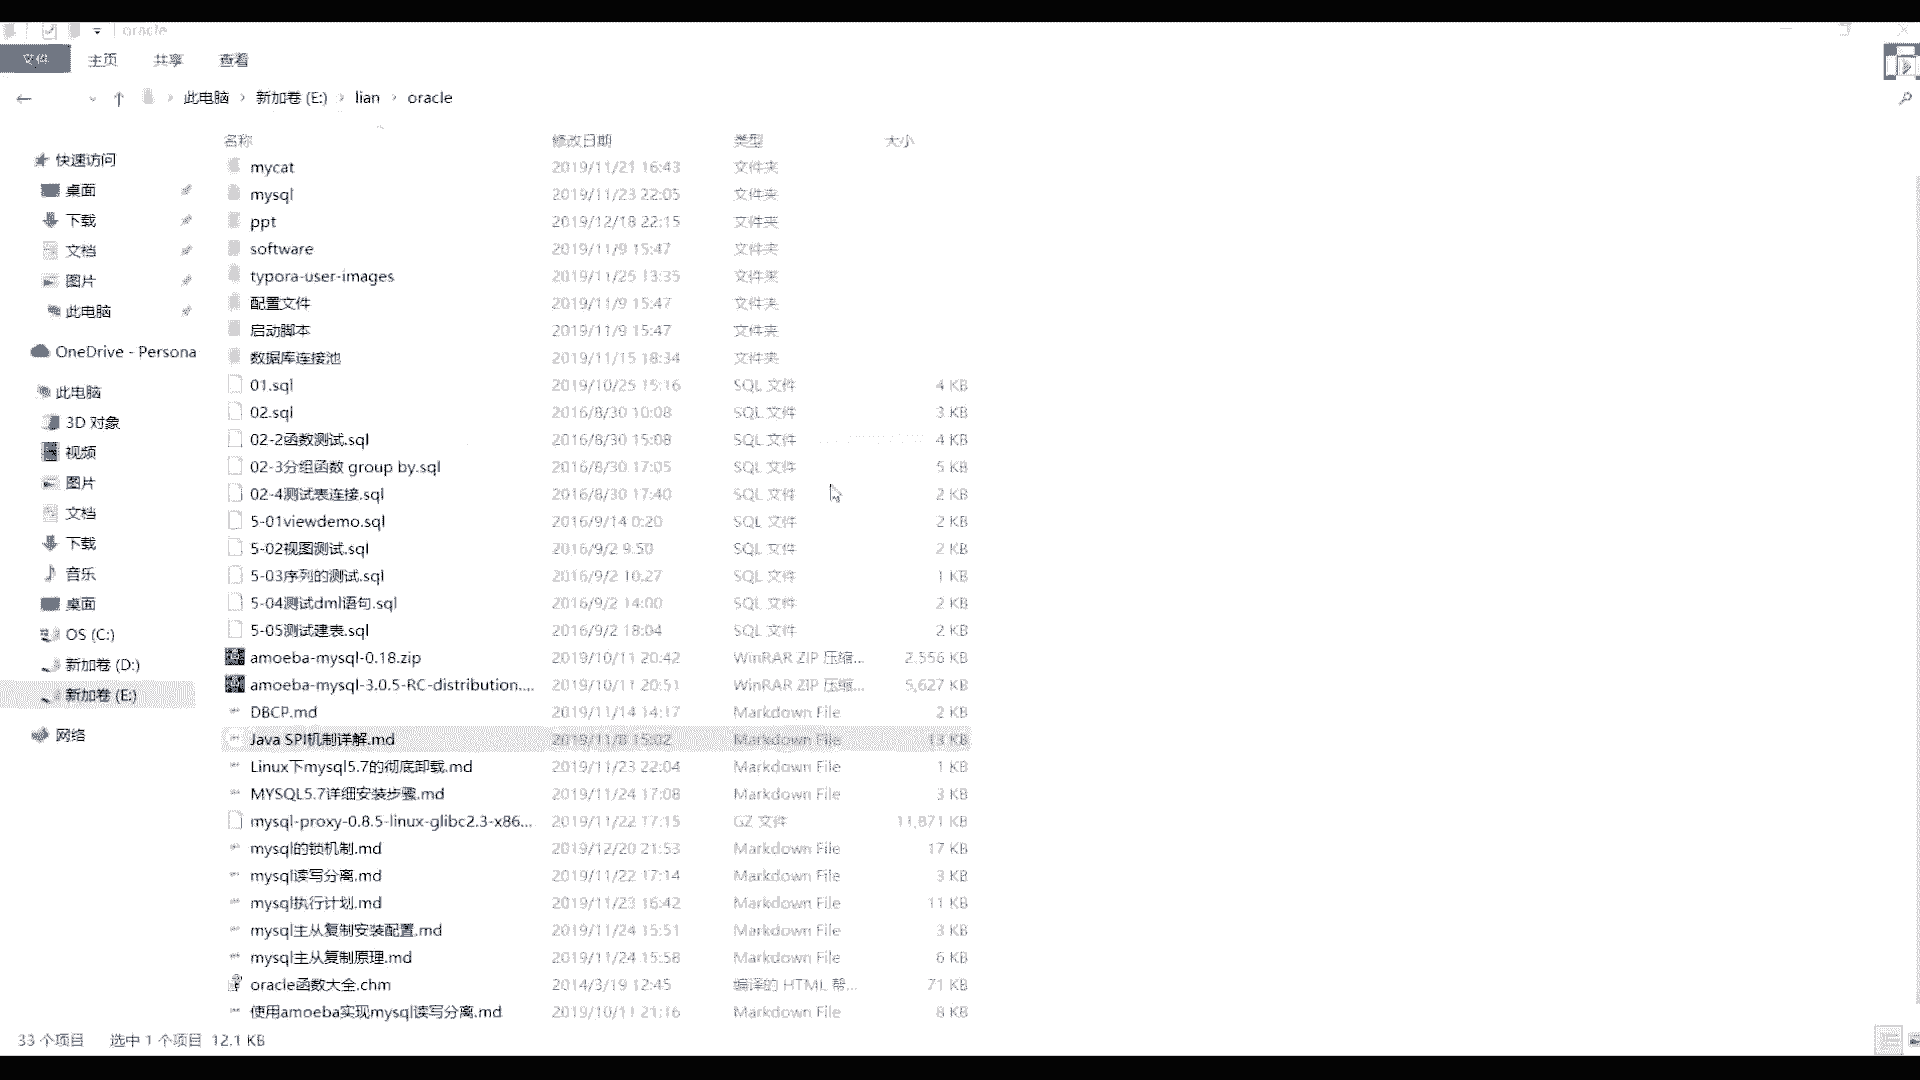 oracle
文件 主页 共享 查看
此电脑 › 新加卷 (E:) › lian › oracle
名称 修改日期 类型 大小
快速访问
桌面
下载
文档
图片
此电脑
OneDrive - Persona
此电脑
3D 对象
视频
图片
文档
下载
音乐
桌面
OS (C:)
新加卷 (D:)
新加卷 (E:)
网络
mycat 2019/11/21 16:43 文件夹
mysql 2019/11/23 22:05 文件夹
ppt 2019/12/18 22:15 文件夹
software 2019/11/9 15:47 文件夹
typora-user-images 2019/11/25 13:35 文件夹
配置文件 2019/11/9 15:47 文件夹
启动脚本 2019/11/9 15:47 文件夹
数据库连接池 2019/11/15 18:34 文件夹
01.sql 2019/10/25 15:16 SQL 文件 4 KB
02.sql 2016/8/30 10:08 SQL 文件 3 KB
02-2函数测试.sql 2016/8/30 15:08 SQL 文件 4 KB
02-3分组函数 group by.sql 2016/8/30 17:05 SQL 文件 5 KB
02-4测试表连接.sql 2016/8/30 17:40 SQL 文件 2 KB
5-01viewdemo.sql 2016/9/14 0:20 SQL 文件 2 KB
5-02视图测试.sql 2016/9/2 9:50 SQL 文件 2 KB
5-03序列的测试.sql 2016/9/2 10:27 SQL 文件 1 KB
5-04测试dml语句.sql 2016/9/2 14:00 SQL 文件 2 KB
5-05测试建表.sql 2016/9/2 18:04 SQL 文件 2 KB
amoeba-mysql-0.18.zip 2019/10/11 20:42 WinRAR ZIP 压缩... 2,556 KB
amoeba-mysql-3.0.5-RC-distribution.... 2019/10/11 20:51 WinRAR ZIP 压缩... 5,627 KB
DBCP.md 2019/11/14 14:17 Markdown File 2 KB
Java SPI机制详解.md 2019/11/8 15:02 Markdown File 13 KB
Linux下mysql5.7的彻底卸载.md 2019/11/23 22:04 Markdown File 1 KB
MYSQL5.7详细安装步骤.md 2019/11/24 17:08 Markdown File 3 KB
mysql-proxy-0.8.5-linux-glibc2.3-x86... 2019/11/22 17:15 GZ 文件 11,871 KB
mysql的锁机制.md 2019/12/20 21:53 Markdown File 17 KB
mysql读写分离.md 2019/11/22 17:14 Markdown File 3 KB
mysql执行计划.md 2019/11/23 16:42 Markdown File 11 KB
mysql主从复制安装配置.md 2019/11/24 15:51 Markdown File 3 KB
mysql主从复制原理.md 2019/11/24 15:58 Markdown File 6 KB
oracle函数大全.chm 2014/3/19 12:45 编译的 HTML 帮... 71 KB
使用amoeba实现mysql读写分离.md 2019/10/11 21:16 Markdown File 8 KB
33 个项目 选中 1 个项目 12.1 KB